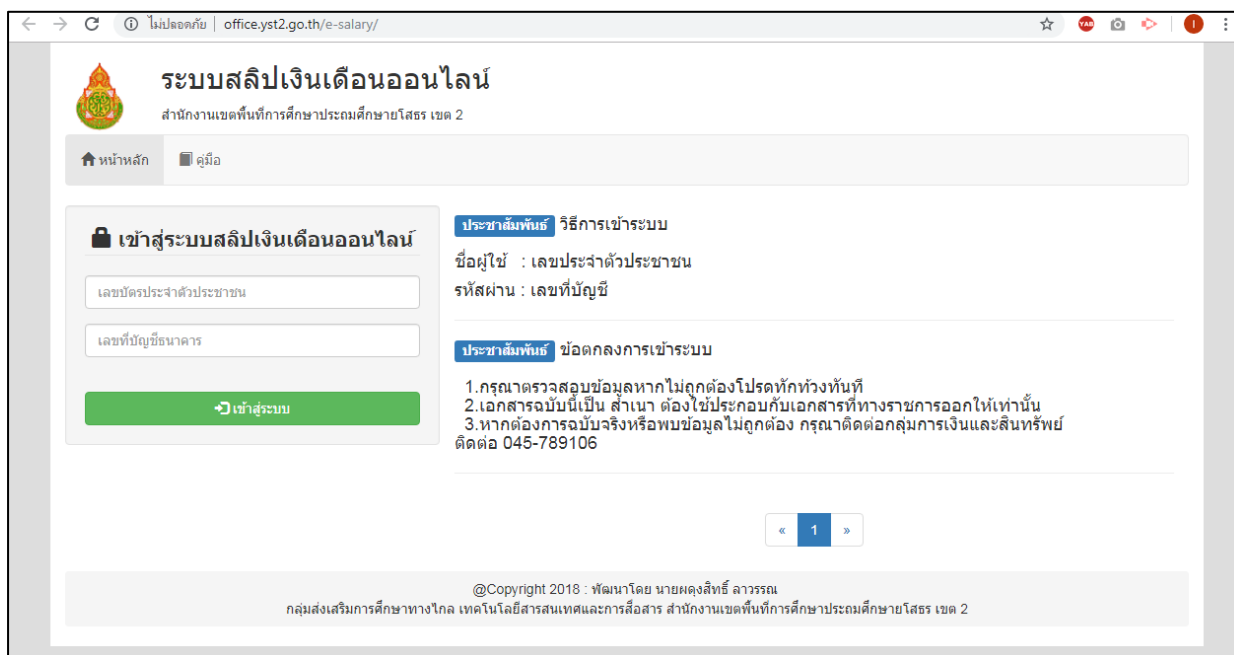 ไม่ปลอดภัย | office.yst2.go.th/e-salary/
YAB
I
ระบบสลิปเงินเดือนออนไลน์
สำนักงานเขตพื้นที่การศึกษาประถมศึกษายโสธร เขต 2
หน้าหลัก คู่มือ
เข้าสู่ระบบสลิปเงินเดือนออนไลน์
เลขบัตรประจำตัวประชาชน
เลขที่บัญชีธนาคาร
เข้าสู่ระบบ
ประชาสัมพันธ์ วิธีการเข้าระบบ
ชื่อผู้ใช้ : เลขประจำตัวประชาชน
รหัสผ่าน : เลขที่บัญชี
ประชาสัมพันธ์ ข้อตกลงการเข้าระบบ
1.กรุณาตรวจสอบข้อมูลหากไม่ถูกต้องโปรดทักท้วงทันที
2.เอกสารฉบับนี้เป็น สำเนา ต้องใช้ประกอบกับเอกสารที่ทางราชการออกให้เท่านั้น
3.หากต้องการฉบับจริงหรือพบข้อมูลไม่ถูกต้อง กรุณาติดต่อกลุ่มการเงินและสินทรัพย์
ติดต่อ 045-789106
« 1 »
@Copyright 2018 : พัฒนาโดย นายผดุงสิทธิ์ ลาวรรณ
กลุ่มส่งเสริมการศึกษาทางไกล เทคโนโลยีสารสนเทศและการสื่อสาร สำนักงานเขตพื้นที่การศึกษาประถมศึกษายโสธร เขต 2